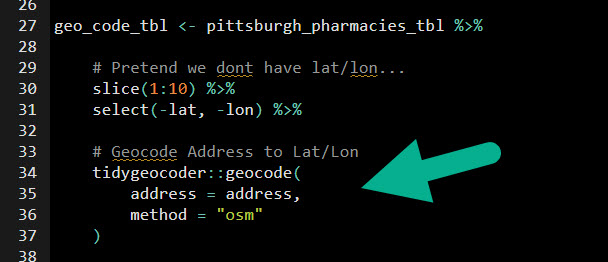 26
27 geo_code_tbl <- pittsburgh_pharmacies_tbl %>%
28
29 # Pretend we dont have lat/lon...
30 slice(1:10) %>%
31 select(-lat, -lon) %>%
32
33 # Geocode Address to Lat/Lon
34 tidygeocoder::geocode(
35 address = address,
36 method = "osm"
37 )
38